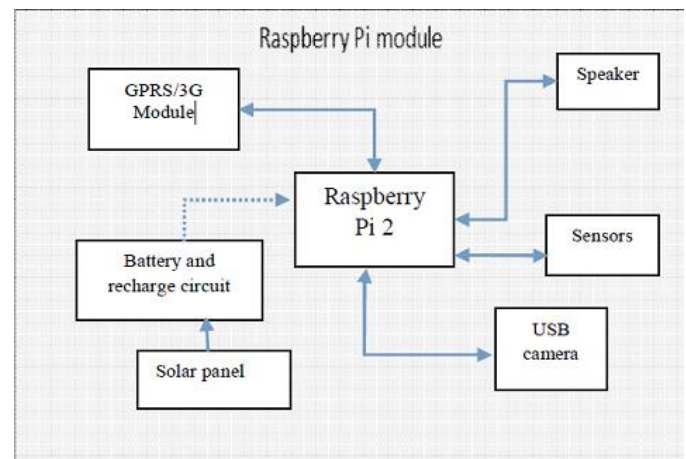 Raspberry Pi module
GPRS/3G
Module
Speaker
Raspberry
Pi 2
Sensors
Battery and
recharge circuit
USB
camera
Solar panel